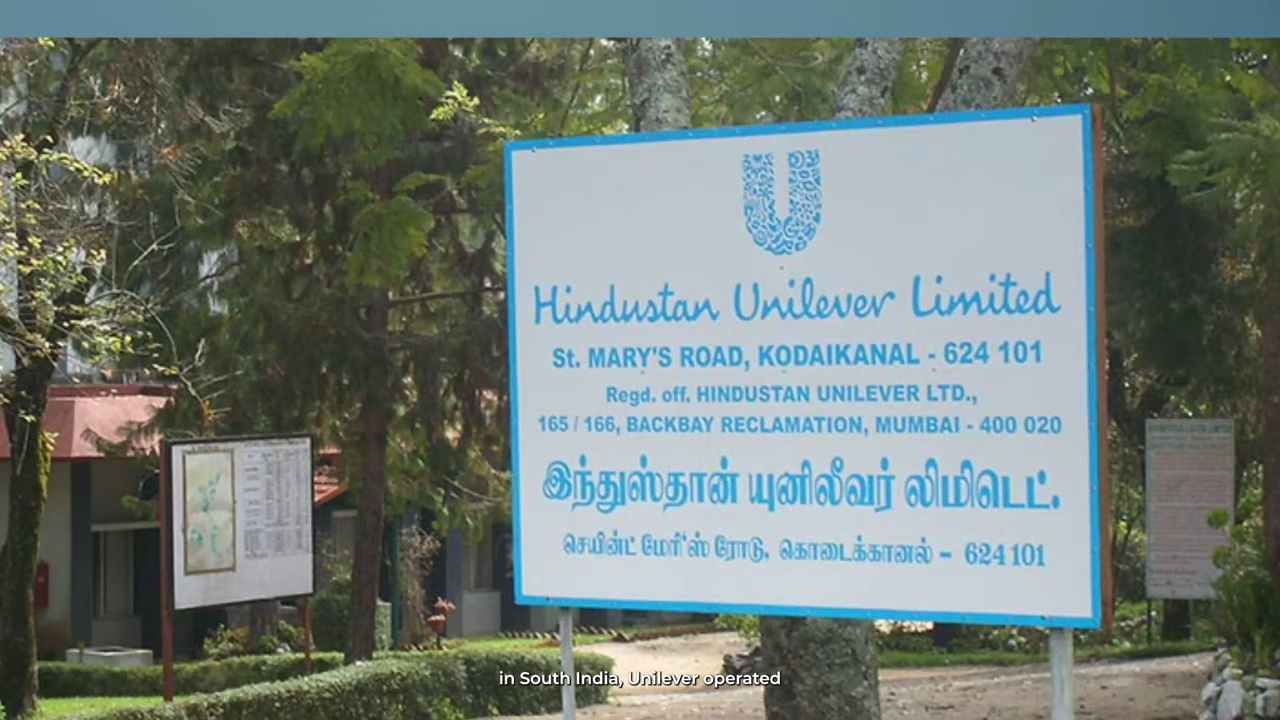 Hindustan Unilever Limited
St. MARY'S ROAD, KODAIKANAL - 624 101
Regd. off. HINDUSTAN UNILEVER LTD.,
165 / 166, BACKBAY RECLAMATION, MUMBAI - 400 020
இந்துஸ்தான் யுனிலீவர் லிமிடெட்.
செயின்ட் மேரி'ஸ் ரோடு, கொடைக்கானல் - 624 101
in South India, Unilever operated